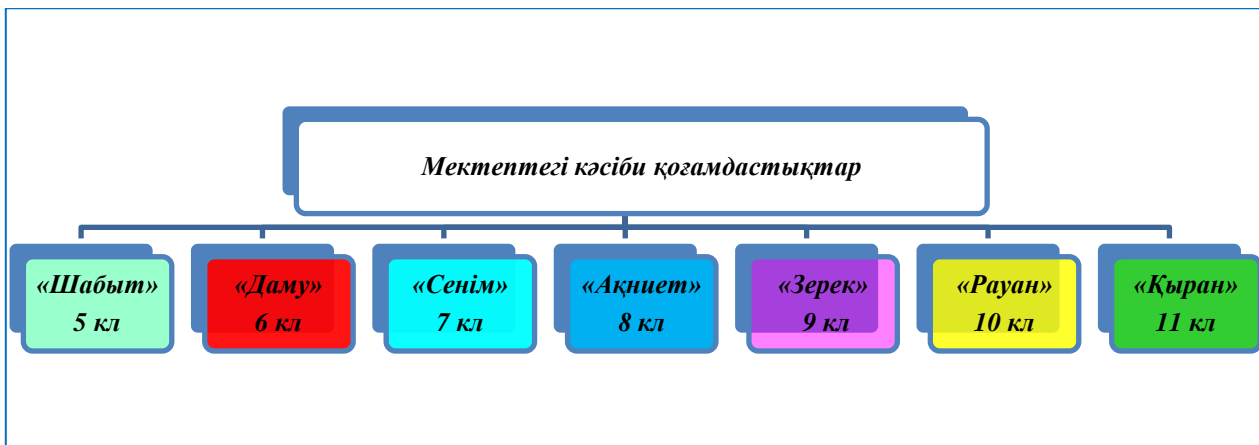 Мектептегі кәсіби қоғамдастықтар
«Шабыт»
5 кл
«Даму»
6 кл
«Сенім»
7 кл
«Ақниет»
8 кл
«Зерек»
9 кл
«Рауан»
10 кл
«Қыран»
11 кл